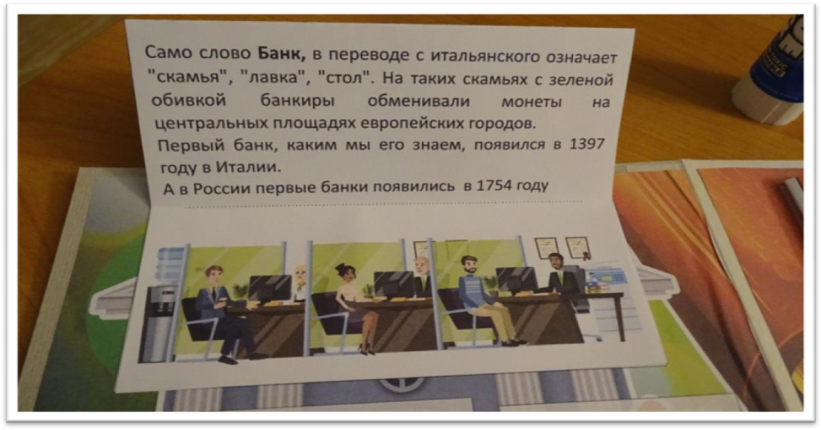 Само слово Банк, в переводе с итальянского означает
"скамья", "лавка", "стол". На таких скамьях с зеленой
обивкой банкиры обменивали монеты на
центральных площадях европейских городов.
Первый банк, каким мы его знаем, появился в 1397
году в Италии.
А в России первые банки появились в 1754 году